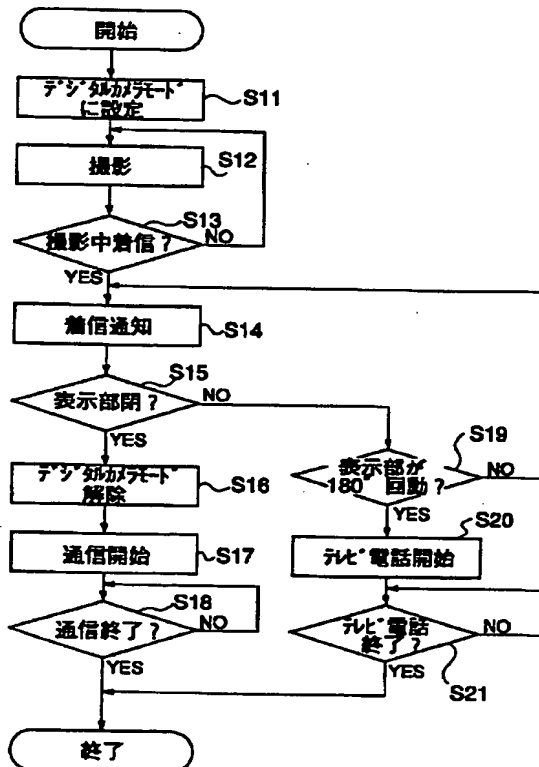 開始
デジタルカメラモード
に設定
S11
撮影
S12
撮影中着信?
S13
NO
YES
着信通知
S14
表示部閉?
S15
NO
YES
デジタルカメラモード
解除
S16
通信開始
S17
通信終了?
S18
NO
YES
表示部が
180°回動?
S19
NO
YES
テレビ電話開始
S20
テレビ電話
終了?
NO
S21
YES
終了